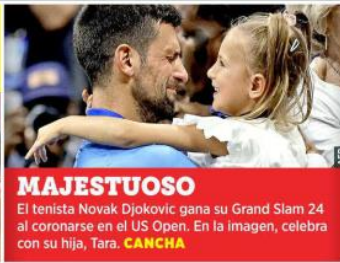 MAJESTUOSO
El tenista Novak Djokovic gana su Grand Slam 24
al coronarse en el US Open. En la imagen, celebra
con su hija, Tara. CANCHA